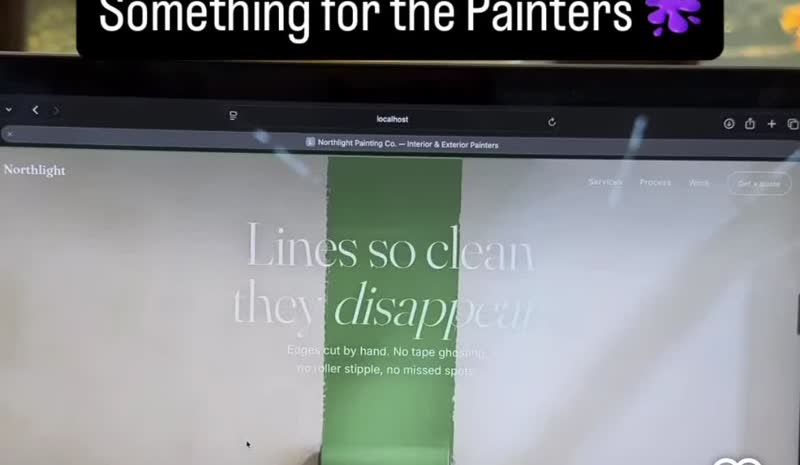 Something for the Painters
localhost
Northlight Painting Co. — Interior & Exterior Painters
Northlight
Services
Process
Work
Get a quote
Lines so clean
they disappear
Edges cut by hand. No tape ghosting,
no roller stipple, no missed spots